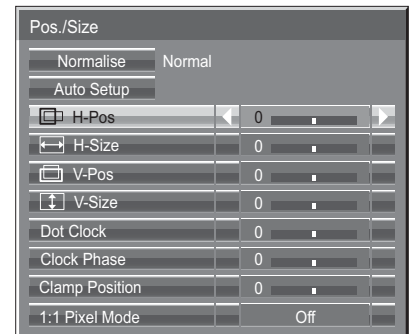 Pos./Size
Normalise Normal
Auto Setup
H-Pos 0
H-Size 0
V-Pos 0
V-Size 0
Dot Clock 0
Clock Phase 0
Clamp Position 0
1:1 Pixel Mode Off